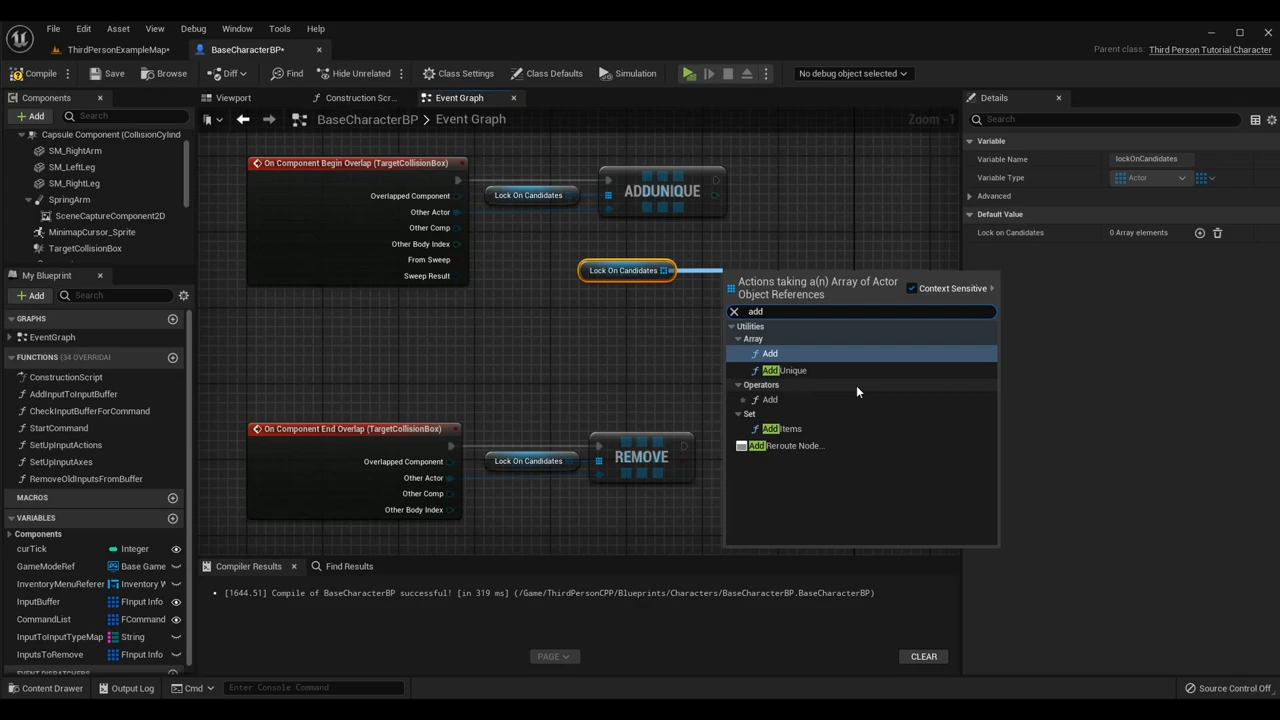 File Edit Asset View Debug Window Tools Help
ThirdPersonExampleMap*
BaseCharacterBP*
Parent class: Third Person Tutorial Character
Compile Save Browse Diff Find Hide Unrelated Class Settings Class Defaults Simulation No debug object selected
Components
Add Search
Capsule Component (CollisionCylind
SM_RightArm
SM_LeftLeg
SM_RightLeg
SpringArm
SceneCaptureComponent2D
MinimapCursor_Sprite
TargetCollisionBox
My Blueprint
Add Search
GRAPHS
EventGraph
FUNCTIONS (34 OVERRIDAI
ConstructionScript
AddInputToInputBuffer
CheckInputBufferForCommand
StartCommand
SetUpInputActions
SetUpInputAxes
RemoveOldInputsFromBuffer
MACROS
VARIABLES
Components
curTick Integer
GameModeRef Base Game
InventoryMenuReferer Inventory W
InputBuffer FInput Info
CommandList FCommand
InputToInputTypeMap String
InputsToRemove FInput Info
EVENT DISPATCHERS
Viewport
Construction Scr...
Event Graph
BaseCharacterBP > Event Graph
Zoom -1
On Component Begin Overlap (TargetCollisionBox)
Overlapped Component
Other Actor
Other Comp
Other Body Index
From Sweep
Sweep Result
Lock On Candidates
ADDUNIQUE
Lock On Candidates
On Component End Overlap (TargetCollisionBox)
Overlapped Component
Other Actor
Other Comp
Other Body Index
Lock On Candidates
REMOVE
Actions taking a(n) Array of Actor
Object References
Context Sensitive
add
Utilities
Array
Add
Add Unique
Operators
Add
Set
Add Items
Add Reroute Node...
Compiler Results
Find Results
[1644.51] Compile of BaseCharacterBP successful! [in 319 ms] (/Game/ThirdPersonCPP/Blueprints/Characters/BaseCharacterBP.BaseCharacterBP)
PAGE
CLEAR
Details
Search
Variable
Variable Name lockOnCandidates
Variable Type Actor
Advanced
Default Value
Lock on Candidates 0 Array elements
Content Drawer Output Log Cmd Enter Console Command Source Control Off